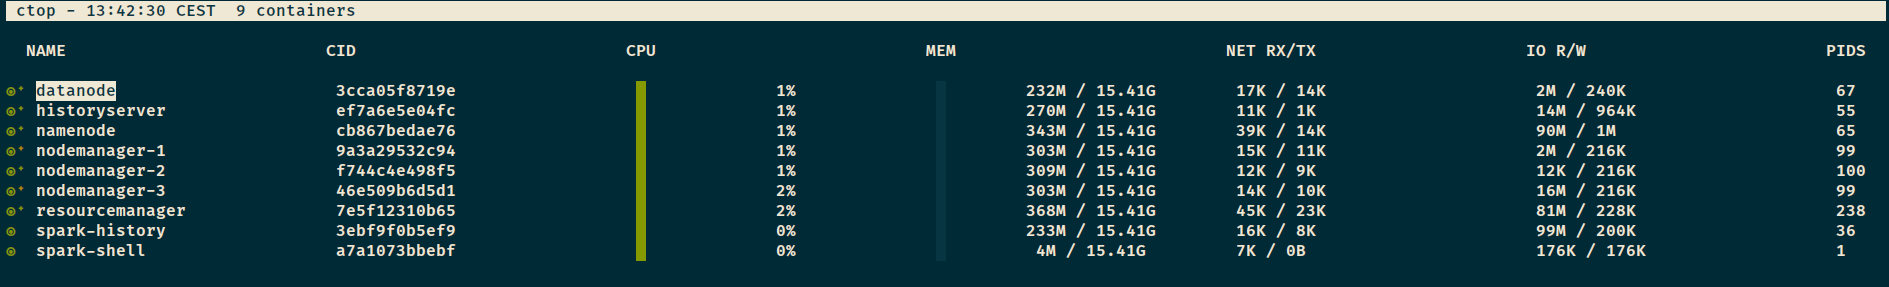 ctop - 13:42:30 CEST 9 containers
NAME CID CPU MEM NET RX/TX IO R/W PIDS
datanode 3cca05f8719e 1% 232M / 15.41G 17K / 14K 2M / 240K 67
historyserver ef7a6e5e04fc 1% 270M / 15.41G 11K / 1K 14M / 964K 55
namenode cb867bedae76 1% 343M / 15.41G 39K / 14K 90M / 1M 65
nodemanager-1 9a3a29532c94 1% 303M / 15.41G 15K / 11K 2M / 216K 99
nodemanager-2 f744c4e498f5 1% 309M / 15.41G 12K / 9K 12K / 216K 100
nodemanager-3 46e509b6d5d1 2% 303M / 15.41G 14K / 10K 16M / 216K 99
resourcemanager 7e5f12310b65 2% 368M / 15.41G 45K / 23K 81M / 228K 238
spark-history 3ebf9f0b5ef9 0% 233M / 15.41G 16K / 8K 99M / 200K 36
spark-shell a7a1073bbebf 0% 4M / 15.41G 7K / 0B 176K / 176K 1